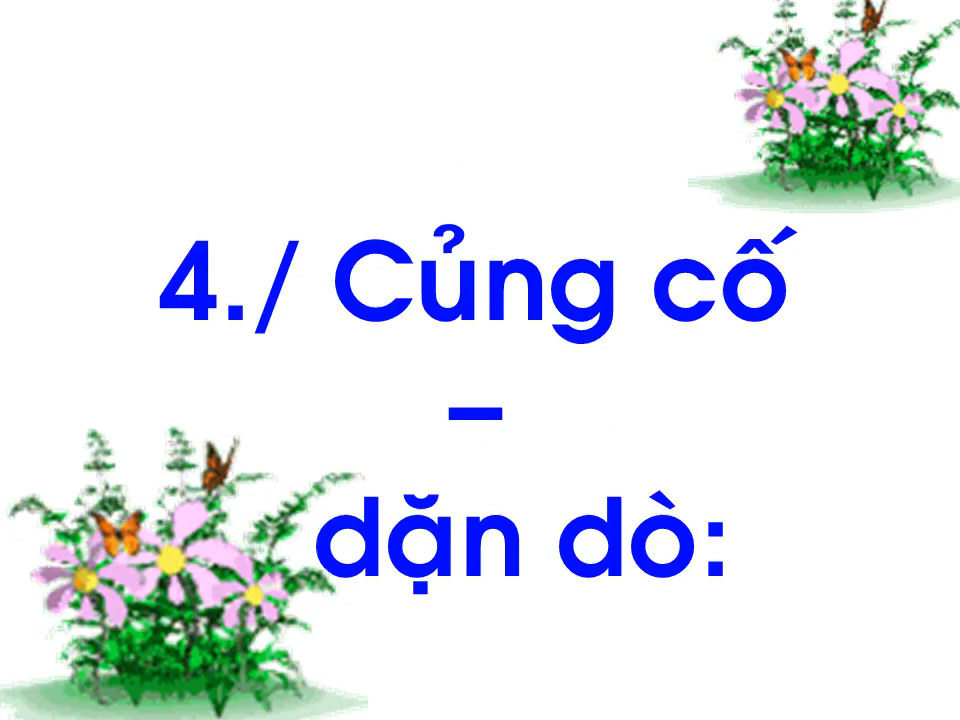 4./ Củng cố
–
dặn dò: